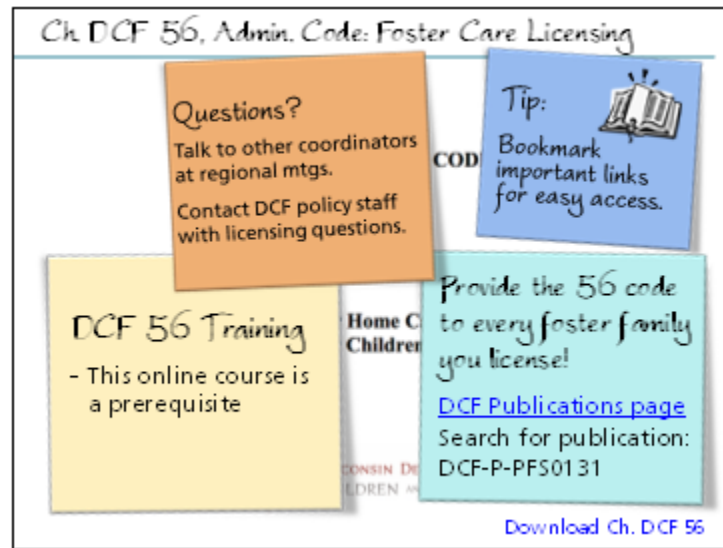 Ch. DCF 56, Admin. Code: Foster Care Licensing
Questions?
Talk to other coordinators
at regional mtgs.
Contact DCF policy staff
with licensing questions.
Tip:
Bookmark
important links
for easy access.
DCF 56 Training
- This online course is
a prerequisite
Home
Children
Provide the 56 code
to every foster family
you license!
DCF Publications page
Search for publication:
DCF-P-PFS0131
Download Ch. DCF 56